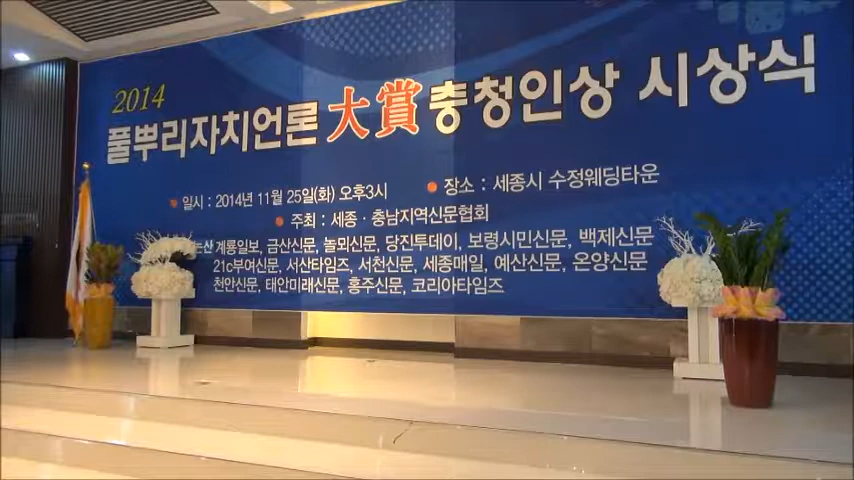 2014
풀뿌리자치언론 大賞 충청인상 시상식
일시 : 2014년 11월 25일(화) 오후3시
장소 : 세종시 수정웨딩타운
주최 : 세종·충남지역신문협회
논산계룡일보, 금산신문, 놀뫼신문, 당진투데이, 보령시민신문, 백제신문,
21c부여신문, 서산타임즈, 서천신문, 세종매일, 예산신문, 온양신문,
천안신문, 태안미래신문, 홍주신문, 코리아타임즈